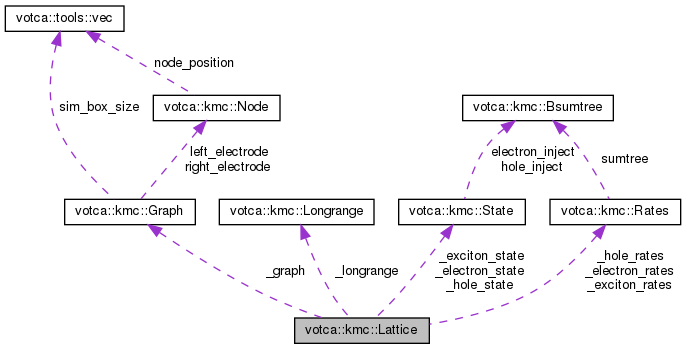 votca::tools::vec
node_position
sim_box_size
votca::kmc::Node
votca::kmc::Bsumtree
left_electrode
right_electrode
electron_inject
hole_inject
sumtree
votca::kmc::Graph
votca::kmc::Longrange
votca::kmc::State
votca::kmc::Rates
_graph
_longrange
_exciton_state
_electron_state
_hole_state
_hole_rates
_electron_rates
_exciton_rates
votca::kmc::Lattice